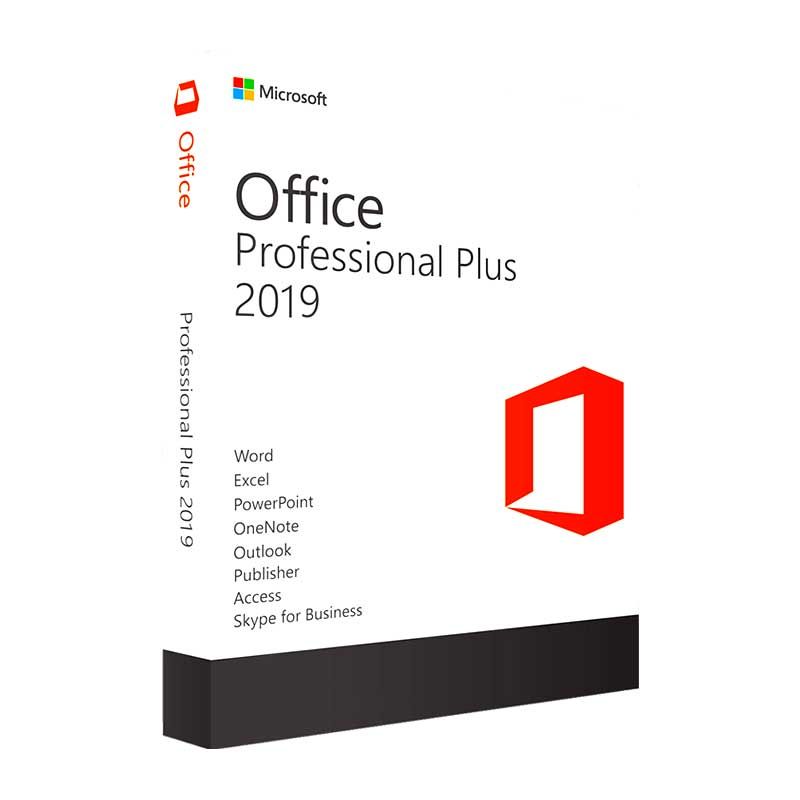 Office
Professional Plus 2019
Microsoft
Office
Professional Plus
2019
Word
Excel
PowerPoint
OneNote
Outlook
Publisher
Access
Skype for Business